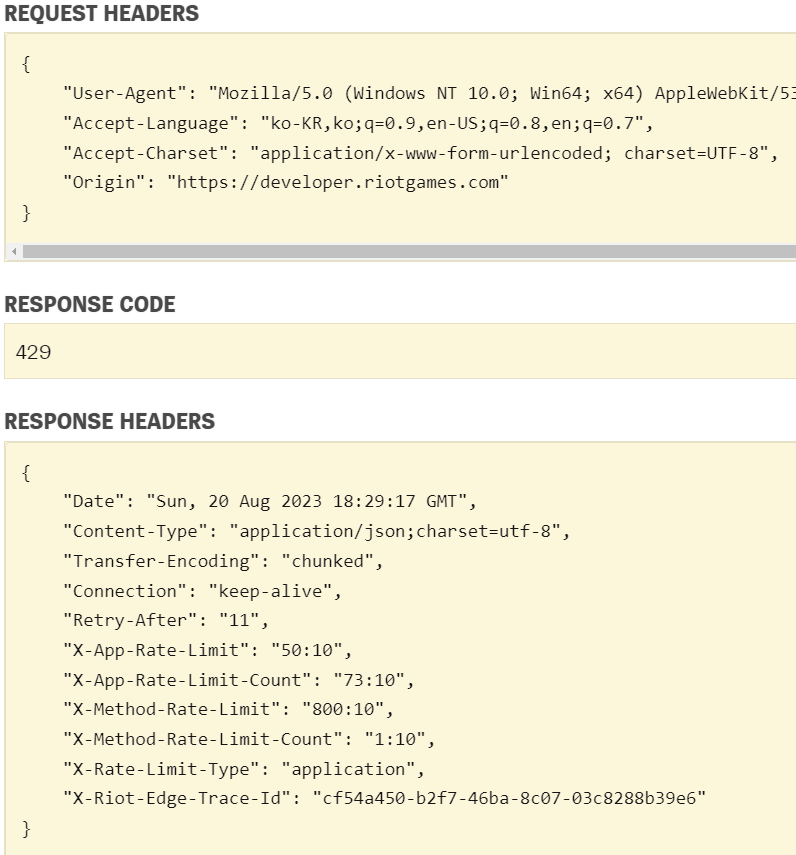 REQUEST HEADERS
{
    "User-Agent": "Mozilla/5.0 (Windows NT 10.0; Win64; x64) AppleWebKit/53
    "Accept-Language": "ko-KR,ko;q=0.9,en-US;q=0.8,en;q=0.7",
    "Accept-Charset": "application/x-www-form-urlencoded; charset=UTF-8",
    "Origin": "https://developer.riotgames.com"
}
RESPONSE CODE
429
RESPONSE HEADERS
{
    "Date": "Sun, 20 Aug 2023 18:29:17 GMT",
    "Content-Type": "application/json;charset=utf-8",
    "Transfer-Encoding": "chunked",
    "Connection": "keep-alive",
    "Retry-After": "11",
    "X-App-Rate-Limit": "50:10",
    "X-App-Rate-Limit-Count": "73:10",
    "X-Method-Rate-Limit": "800:10",
    "X-Method-Rate-Limit-Count": "1:10",
    "X-Rate-Limit-Type": "application",
    "X-Riot-Edge-Trace-Id": "cf54a450-b2f7-46ba-8c07-03c8288b39e6"
}